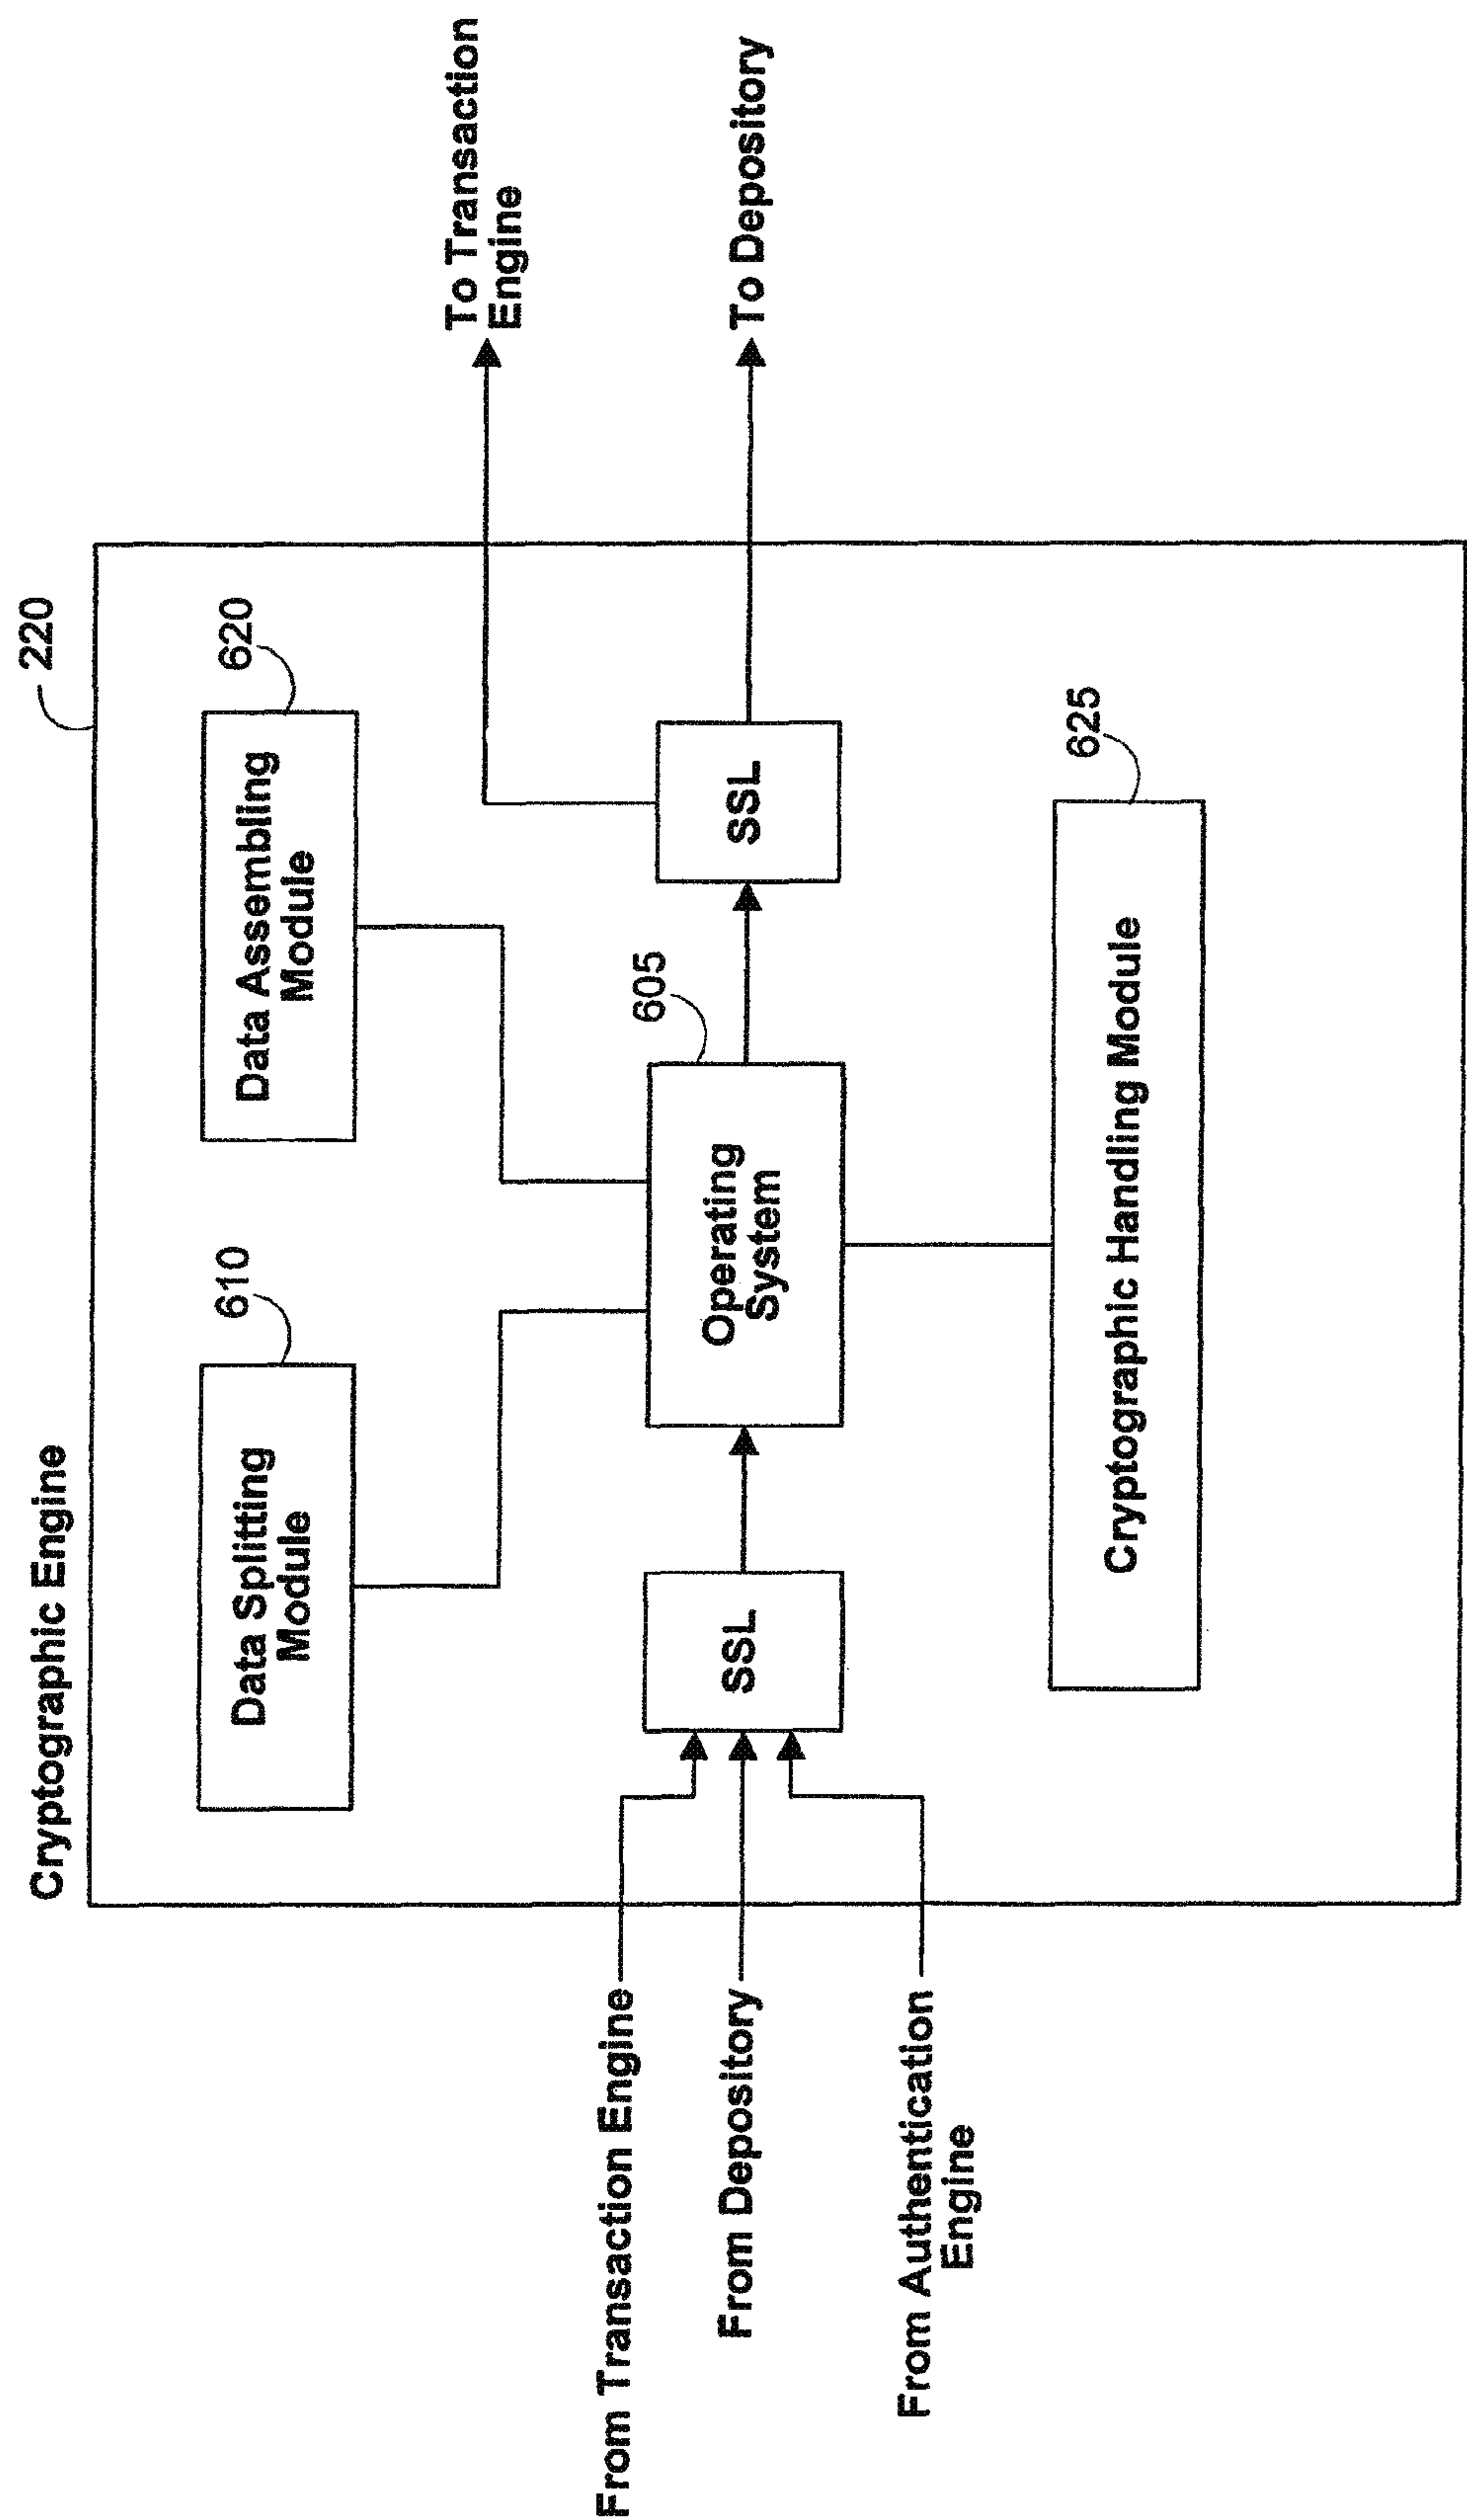 Cryptographic Engine
220
Data Splitting
Module
610
Data Assembling
Module
620
From Transaction Engine
From Depository
From Authentication
Engine
SSL
Operating
System
605
SSL
To Transaction
Engine
To Depository
Cryptographic Handling Module
625